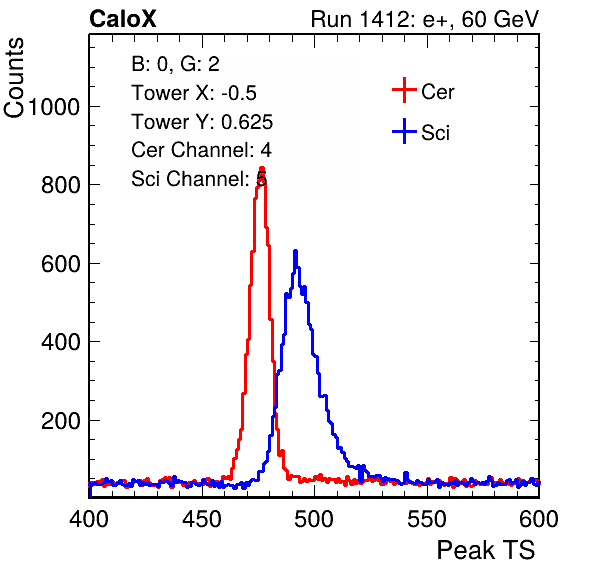 CaloX Run 1412: e+, 60 GeV
Counts
B: 0, G: 2
Tower X: -0.5
Tower Y: 0.625
Cer Channel: 4
Sci Channel: 5
Cer
Sci
1000
800
600
400
200
400 450 500 550 600
Peak TS